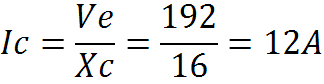 Ic = Ve / Xc = 192 / 16 = 12A